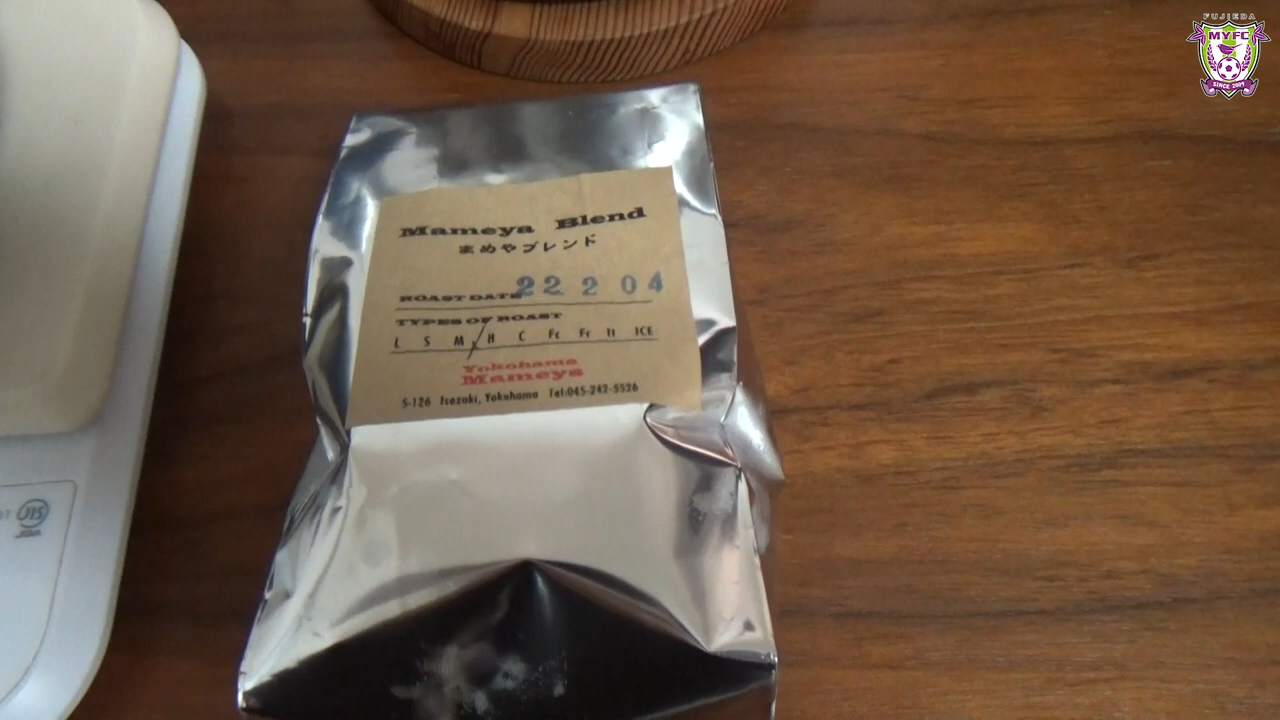 FUJIEDA
MYFC
SINCE 2009
Mameya Blend
まめやブレンド
ROAST DATE 22 2 04
TYPES OF ROAST
L S M H C Fc Fr It ICE
Yokohama
Mameya
5-126 Isezaki, Yokohama Tel:045-242-5526
JIS